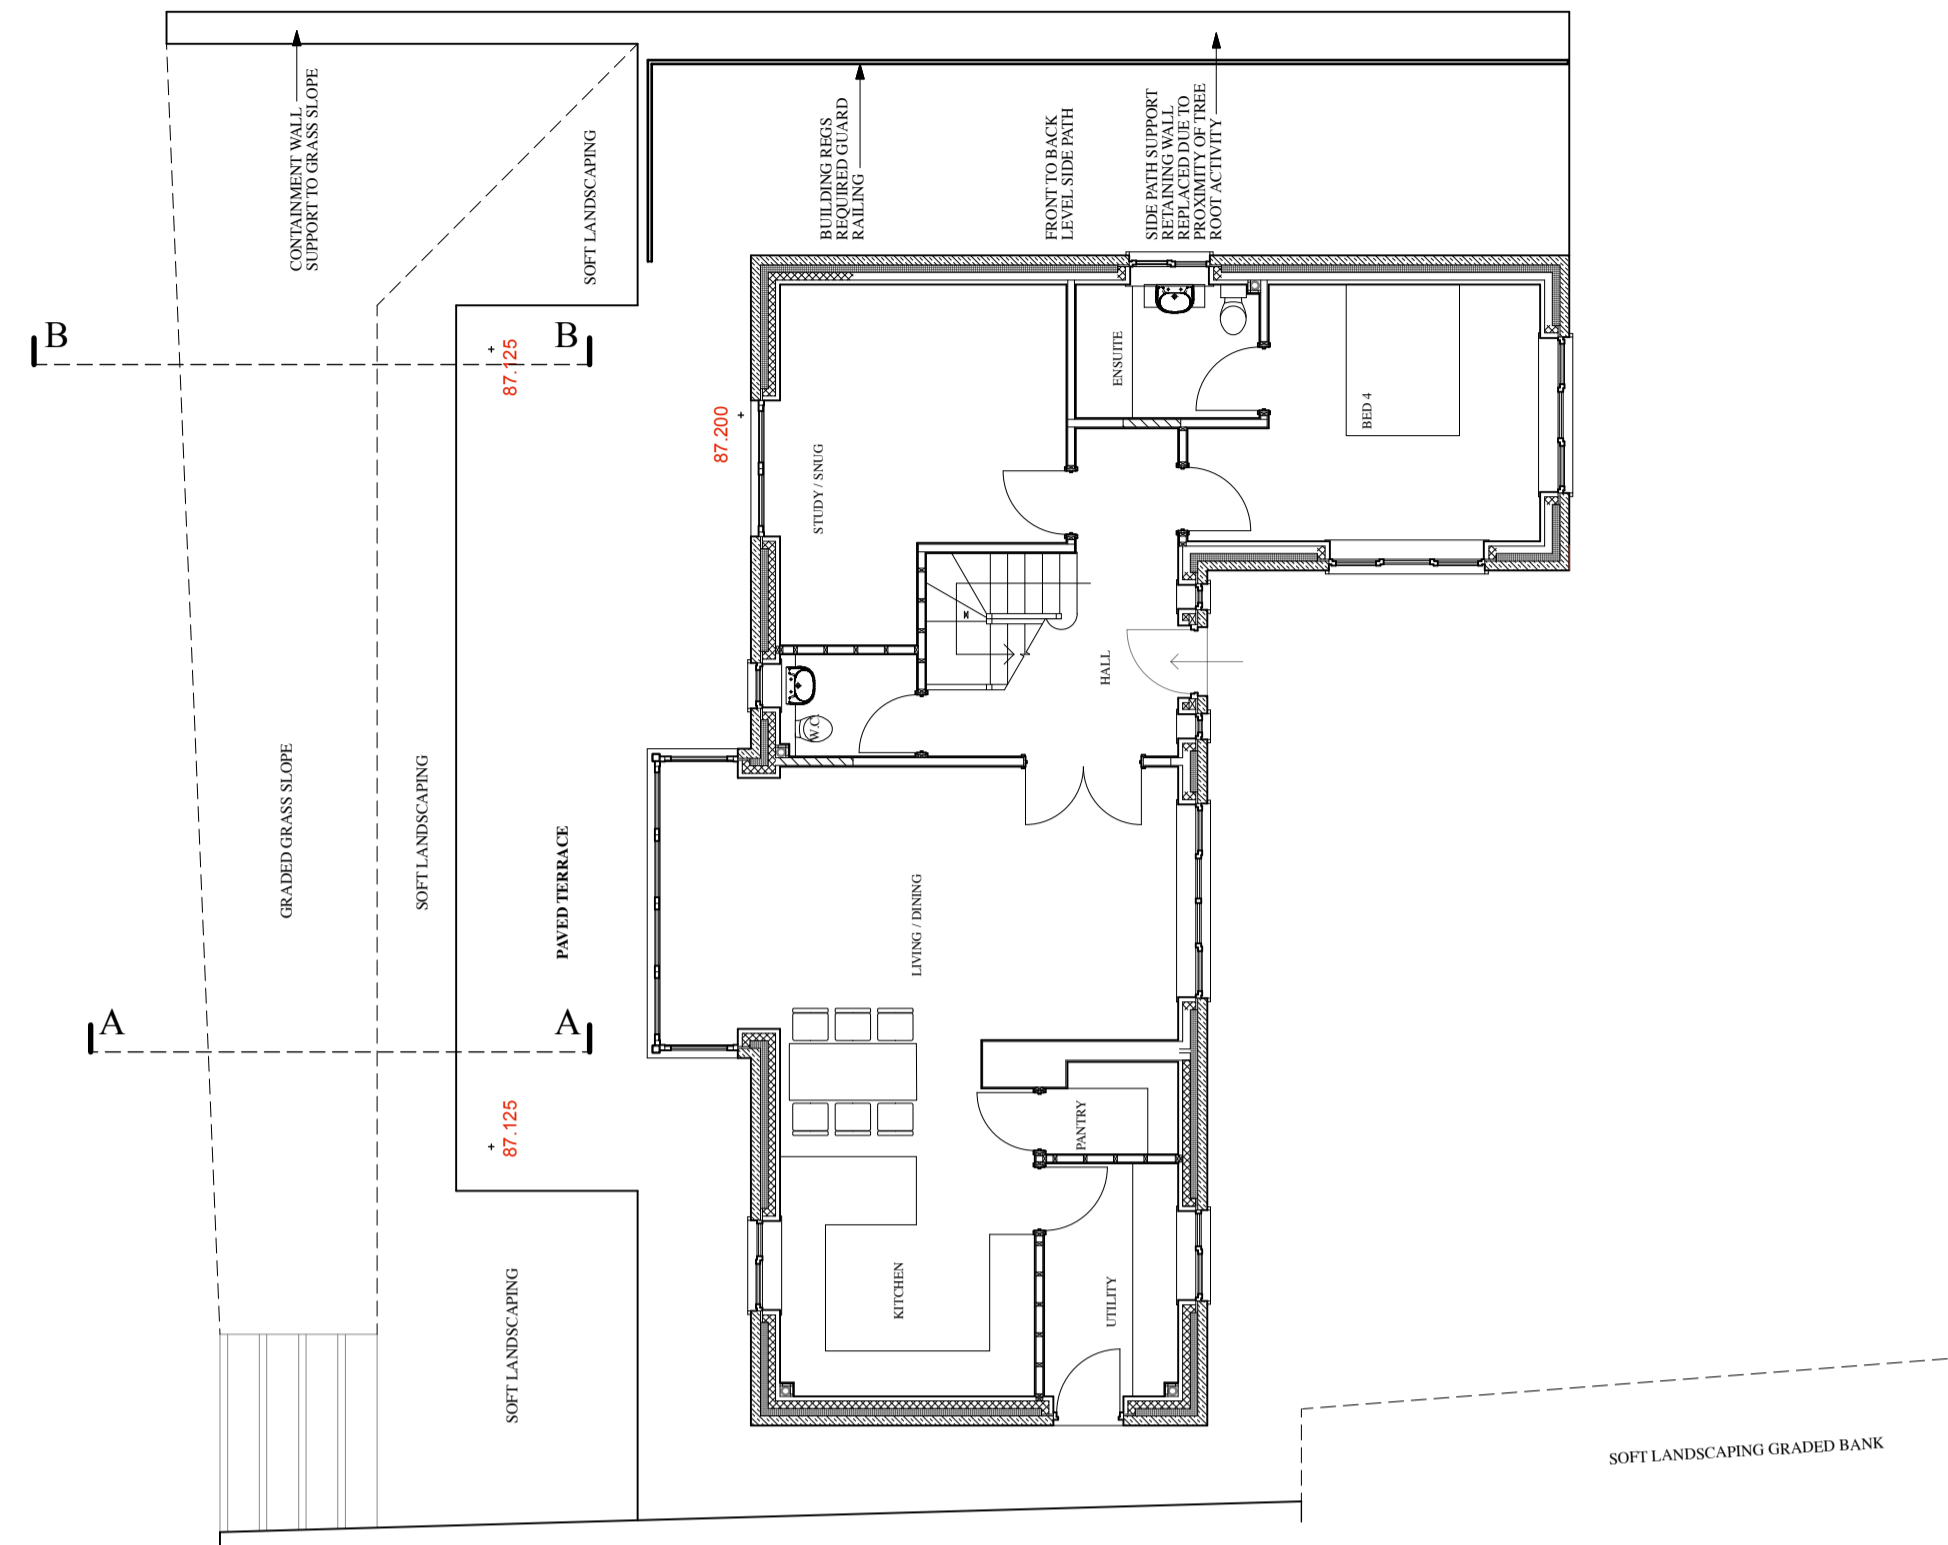 CONTAINMENT WALL
SUPPORT TO GRASS SLOPE
SOFT LANDSCAPING
BUILDING REGS
REQUIRED GUARD
RAILING
FRONT TO BACK
LEVEL SIDE PATH
SIDE PATH SUPPORT
RETAINING WALL
REPLACED DUE TO
PROXIMITY OF TREE
ROOT ACTIVITY
B
B
87.125
87.200
STUDY / SNUG
ENSUITE
BED 4
HALL
W.C.
GRADED GRASS SLOPE
SOFT LANDSCAPING
PAVED TERRACE
LIVING / DINING
A
A
87.125
PANTRY
KITCHEN
UTILITY
SOFT LANDSCAPING
SOFT LANDSCAPING GRADED BANK